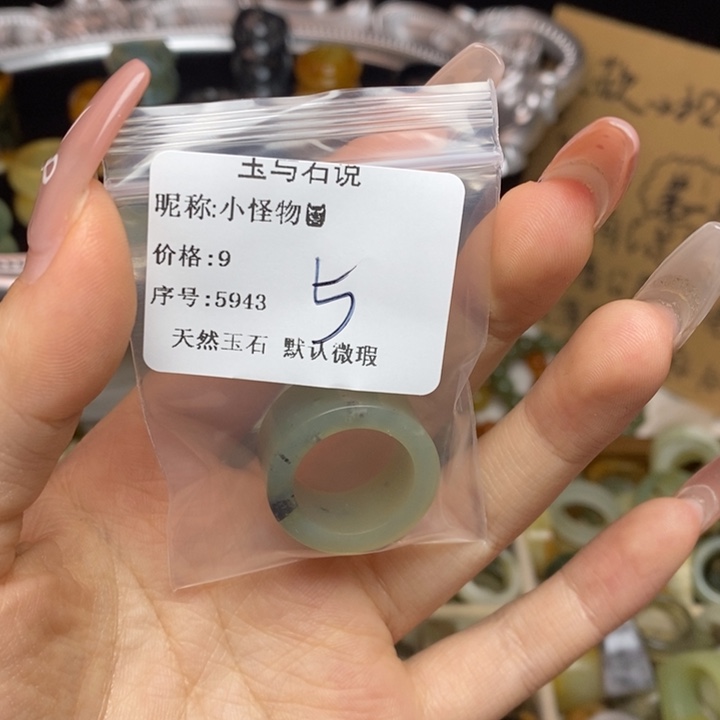 玉与石说
昵称:小怪物
价格:9
序号:5943
5
天然玉石 默认微瑕